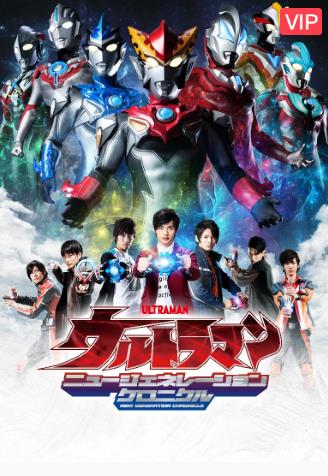 VIP
ULTRAMAN
ウルトラマン
ニュージェネレーション
クロニクル
NEW GENERATION CHRONICLE